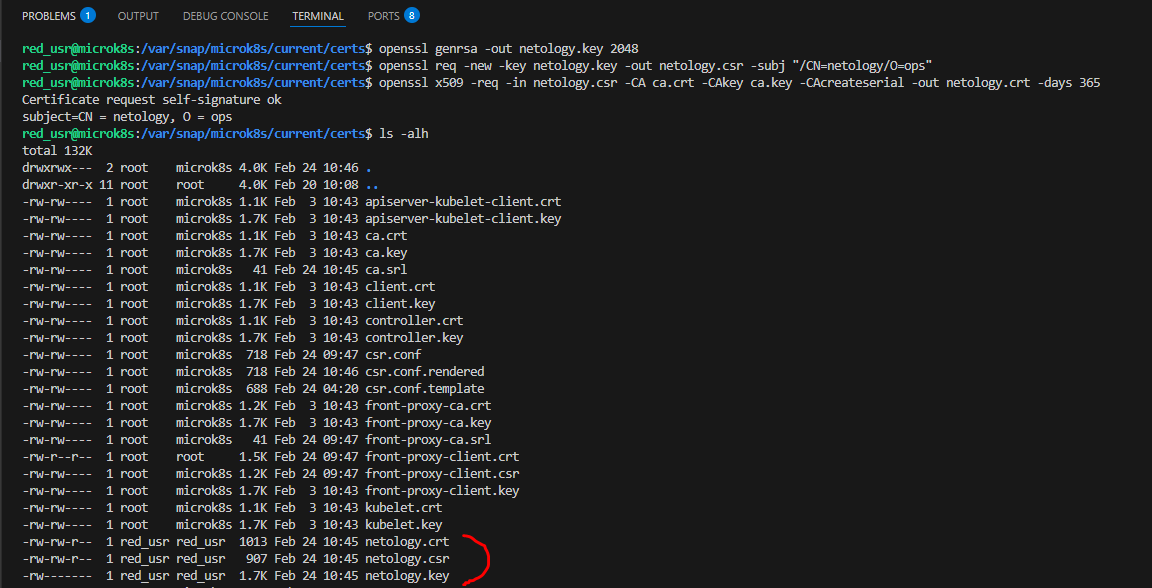 PROBLEMS 1 OUTPUT DEBUG CONSOLE TERMINAL PORTS 8
red_usr@microk8s:/var/snap/microk8s/current/certs$ openssl genrsa -out netology.key 2048
red_usr@microk8s:/var/snap/microk8s/current/certs$ openssl req -new -key netology.key -out netology.csr -subj "/CN=netology/O=ops"
red_usr@microk8s:/var/snap/microk8s/current/certs$ openssl x509 -req -in netology.csr -CA ca.crt -CAkey ca.key -CAcreateserial -out netology.crt -days 365
Certificate request self-signature ok
subject=CN = netology, O = ops
red_usr@microk8s:/var/snap/microk8s/current/certs$ ls -alh
total 132K
drwxrwx---  2 root    microk8s 4.0K Feb 24 10:46 .
drwxr-xr-x 11 root    root     4.0K Feb 20 10:08 ..
-rw-rw----  1 root    microk8s 1.1K Feb  3 10:43 apiserver-kubelet-client.crt
-rw-rw----  1 root    microk8s 1.7K Feb  3 10:43 apiserver-kubelet-client.key
-rw-rw----  1 root    microk8s 1.1K Feb  3 10:43 ca.crt
-rw-rw----  1 root    microk8s 1.7K Feb  3 10:43 ca.key
-rw-rw----  1 root    microk8s   41 Feb 24 10:45 ca.srl
-rw-rw----  1 root    microk8s 1.1K Feb  3 10:43 client.crt
-rw-rw----  1 root    microk8s 1.7K Feb  3 10:43 client.key
-rw-rw----  1 root    microk8s 1.1K Feb  3 10:43 controller.crt
-rw-rw----  1 root    microk8s 1.7K Feb  3 10:43 controller.key
-rw-rw----  1 root    microk8s  718 Feb 24 09:47 csr.conf
-rw-rw----  1 root    microk8s  718 Feb 24 10:46 csr.conf.rendered
-rw-rw----  1 root    microk8s  688 Feb 24 04:20 csr.conf.template
-rw-rw----  1 root    microk8s 1.2K Feb  3 10:43 front-proxy-ca.crt
-rw-rw----  1 root    microk8s 1.7K Feb  3 10:43 front-proxy-ca.key
-rw-rw----  1 root    microk8s   41 Feb 24 09:47 front-proxy-ca.srl
-rw-r--r--  1 root    root     1.5K Feb 24 09:47 front-proxy-client.crt
-rw-rw----  1 root    microk8s 1.2K Feb 24 09:47 front-proxy-client.csr
-rw-rw----  1 root    microk8s 1.7K Feb  3 10:43 front-proxy-client.key
-rw-rw----  1 root    microk8s 1.1K Feb  3 10:43 kubelet.crt
-rw-rw----  1 root    microk8s 1.7K Feb  3 10:43 kubelet.key
-rw-rw-r--  1 red_usr red_usr  1013 Feb 24 10:45 netology.crt
-rw-rw-r--  1 red_usr red_usr   907 Feb 24 10:45 netology.csr
-rw-------  1 red_usr red_usr  1.7K Feb 24 10:45 netology.key